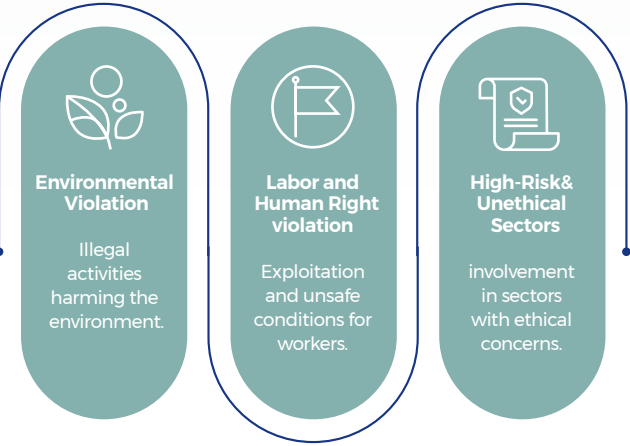 Environmental
Violation
Illegal
activities
harming the
environment.
Labor and
Human Right
violation
Exploitation
and unsafe
conditions for
workers.
High-Risk&
Unethical
Sectors
involvement
in sectors
with ethical
concerns.